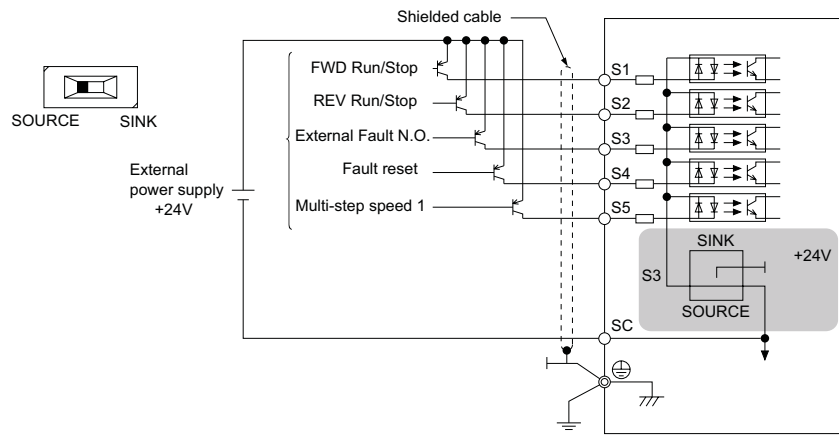 Shielded cable
FWD Run/Stop
REV Run/Stop
External Fault N.O.
Fault reset
Multi-step speed 1
SOURCE SINK
External
power supply
+24V
S1
S2
S3
S4
S5
SINK
+24V
S3
SOURCE
SC